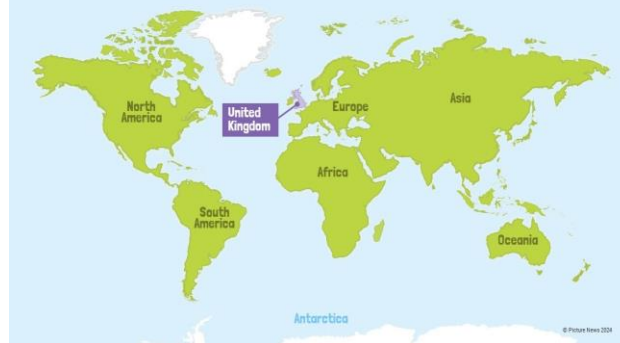 North
America
United
Kingdom
Europe
Asia
Africa
South
America
Oceania
Antarctica
© Picture News 2024